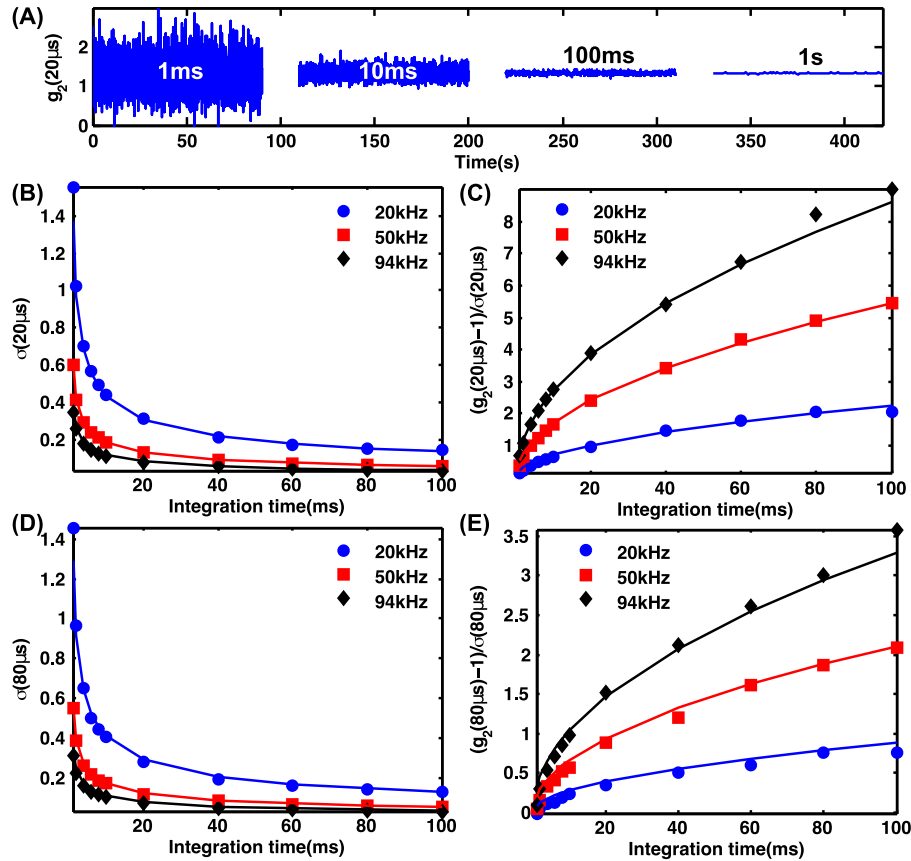 (A)
g₂(20μs)
2
1
0
1ms
10ms
100ms
1s
0 50 100 150 200 250 300 350 400
Time(s)
(B)
σ(20μs)
1.4
1.2
1
0.8
0.6
0.4
0.2
20kHz
50kHz
94kHz
20 40 60 80 100
Integration time(ms)
(C)
(g₂(20μs)−1)/σ(20μs)
8
7
6
5
4
3
2
1
20kHz
50kHz
94kHz
20 40 60 80 100
Integration time(ms)
(D)
σ(80μs)
1.4
1.2
1
0.8
0.6
0.4
0.2
20kHz
50kHz
94kHz
20 40 60 80 100
Integration time(ms)
(E)
(g₂(80μs)−1)/σ(80μs)
3.5
3
2.5
2
1.5
1
0.5
0
20kHz
50kHz
94kHz
20 40 60 80 100
Integration time(ms)